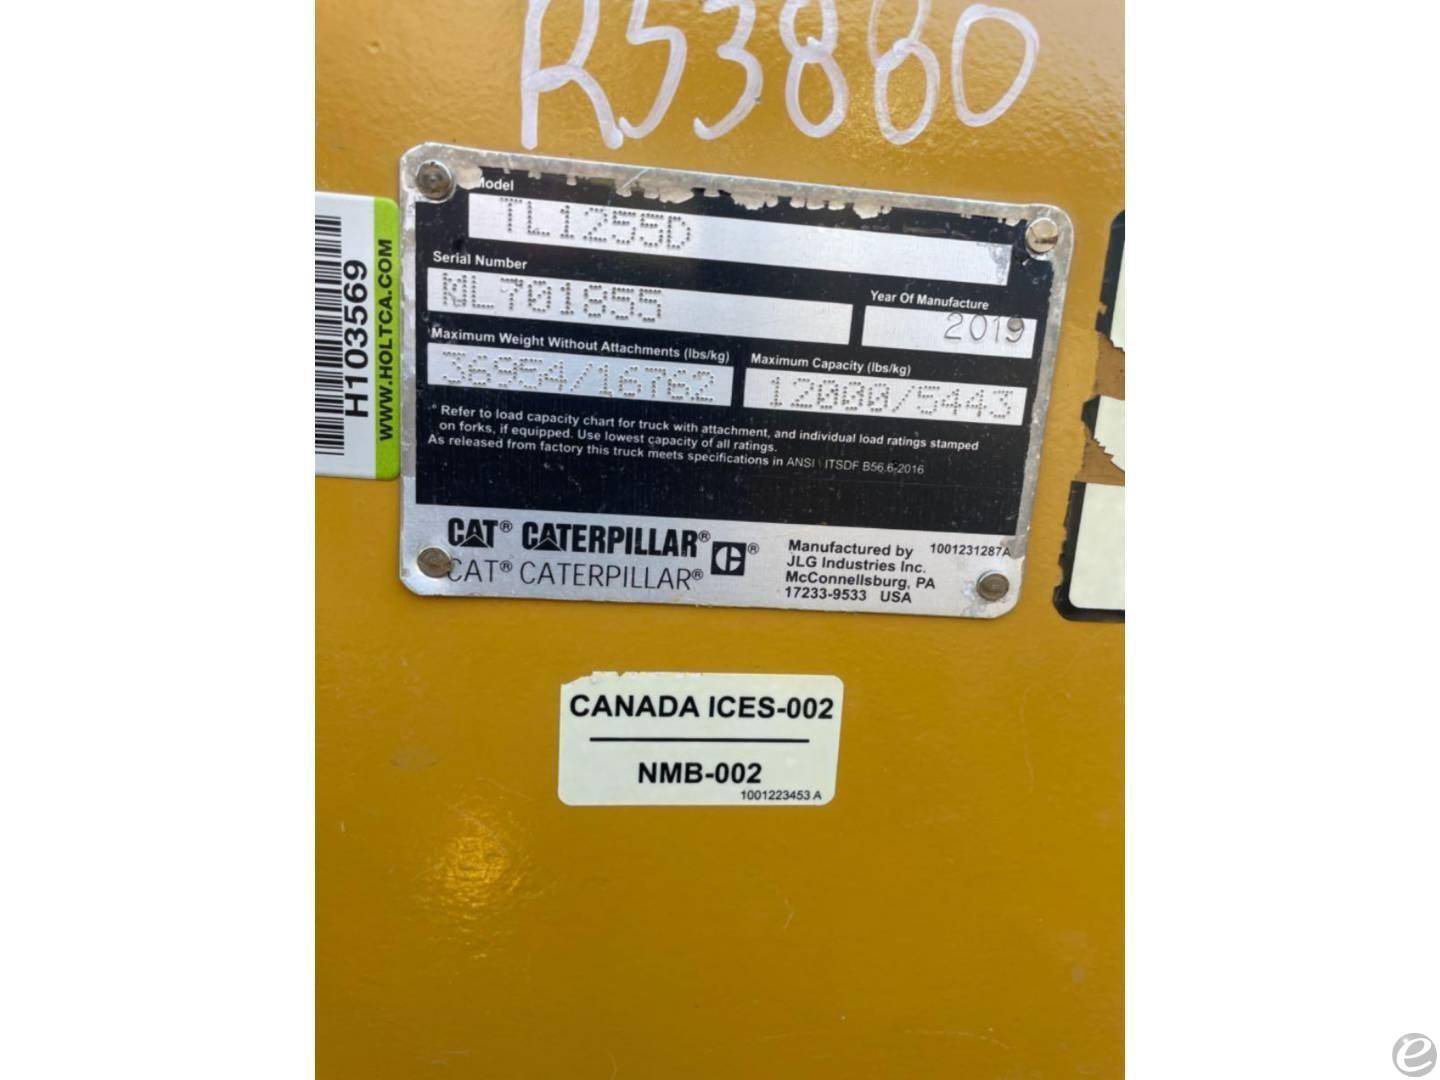 R53860
Model
TL1255D
Serial Number
ML701855
Year Of Manufacture
2019
Maximum Weight Without Attachments (lbs/kg)
36954/16762
Maximum Capacity (lbs/kg)
12000/5443
* Refer to load capacity chart for truck with attachment, and individual load ratings stamped
on forks, if equipped. Use lowest capacity of all ratings.
As released from factory this truck meets specifications in ANSI \ ITSDF B56.6-2016
CAT® CATERPILLAR® ®
CAT® CATERPILLAR®
Manufactured by 1001231287A
JLG Industries Inc.
McConnellsburg, PA
17233-9533 USA
H1035569
WWW.HOLTCA.COM
CANADA ICES-002
NMB-002
1001223453 A